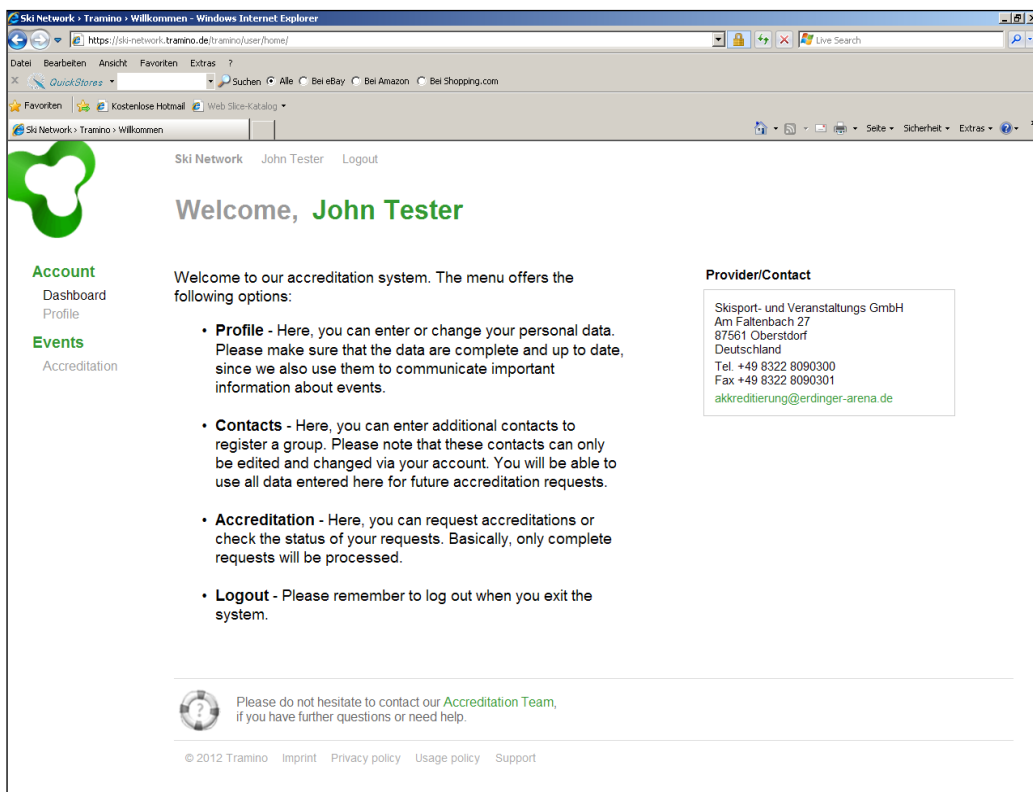 Ski Network > Tramino > Willkommen - Windows Internet Explorer
https://ski-network.tramino.de/tramino/user/home/
Live Search
Datei Bearbeiten Ansicht Favoriten Extras ?
QuickStores Suchen Alle Bei eBay Bei Amazon Bei Shopping.com
Favoriten Kostenlose Hotmail Web Slice-Katalog
Ski Network > Tramino > Willkommen
Seite Sicherheit Extras
Ski Network John Tester Logout
Welcome, John Tester
Account
Dashboard
Profile
Events
Accreditation
Welcome to our accreditation system. The menu offers the
following options:
• Profile - Here, you can enter or change your personal data.
Please make sure that the data are complete and up to date,
since we also use them to communicate important
information about events.
• Contacts - Here, you can enter additional contacts to
register a group. Please note that these contacts can only
be edited and changed via your account. You will be able to
use all data entered here for future accreditation requests.
• Accreditation - Here, you can request accreditations or
check the status of your requests. Basically, only complete
requests will be processed.
• Logout - Please remember to log out when you exit the
system.
Provider/Contact
Skisport- und Veranstaltungs GmbH
Am Faltenbach 27
87561 Oberstdorf
Deutschland
Tel. +49 8322 8090300
Fax +49 8322 8090301
akkreditierung@erdinger-arena.de
Please do not hesitate to contact our Accreditation Team,
if you have further questions or need help.
© 2012 Tramino Imprint Privacy policy Usage policy Support